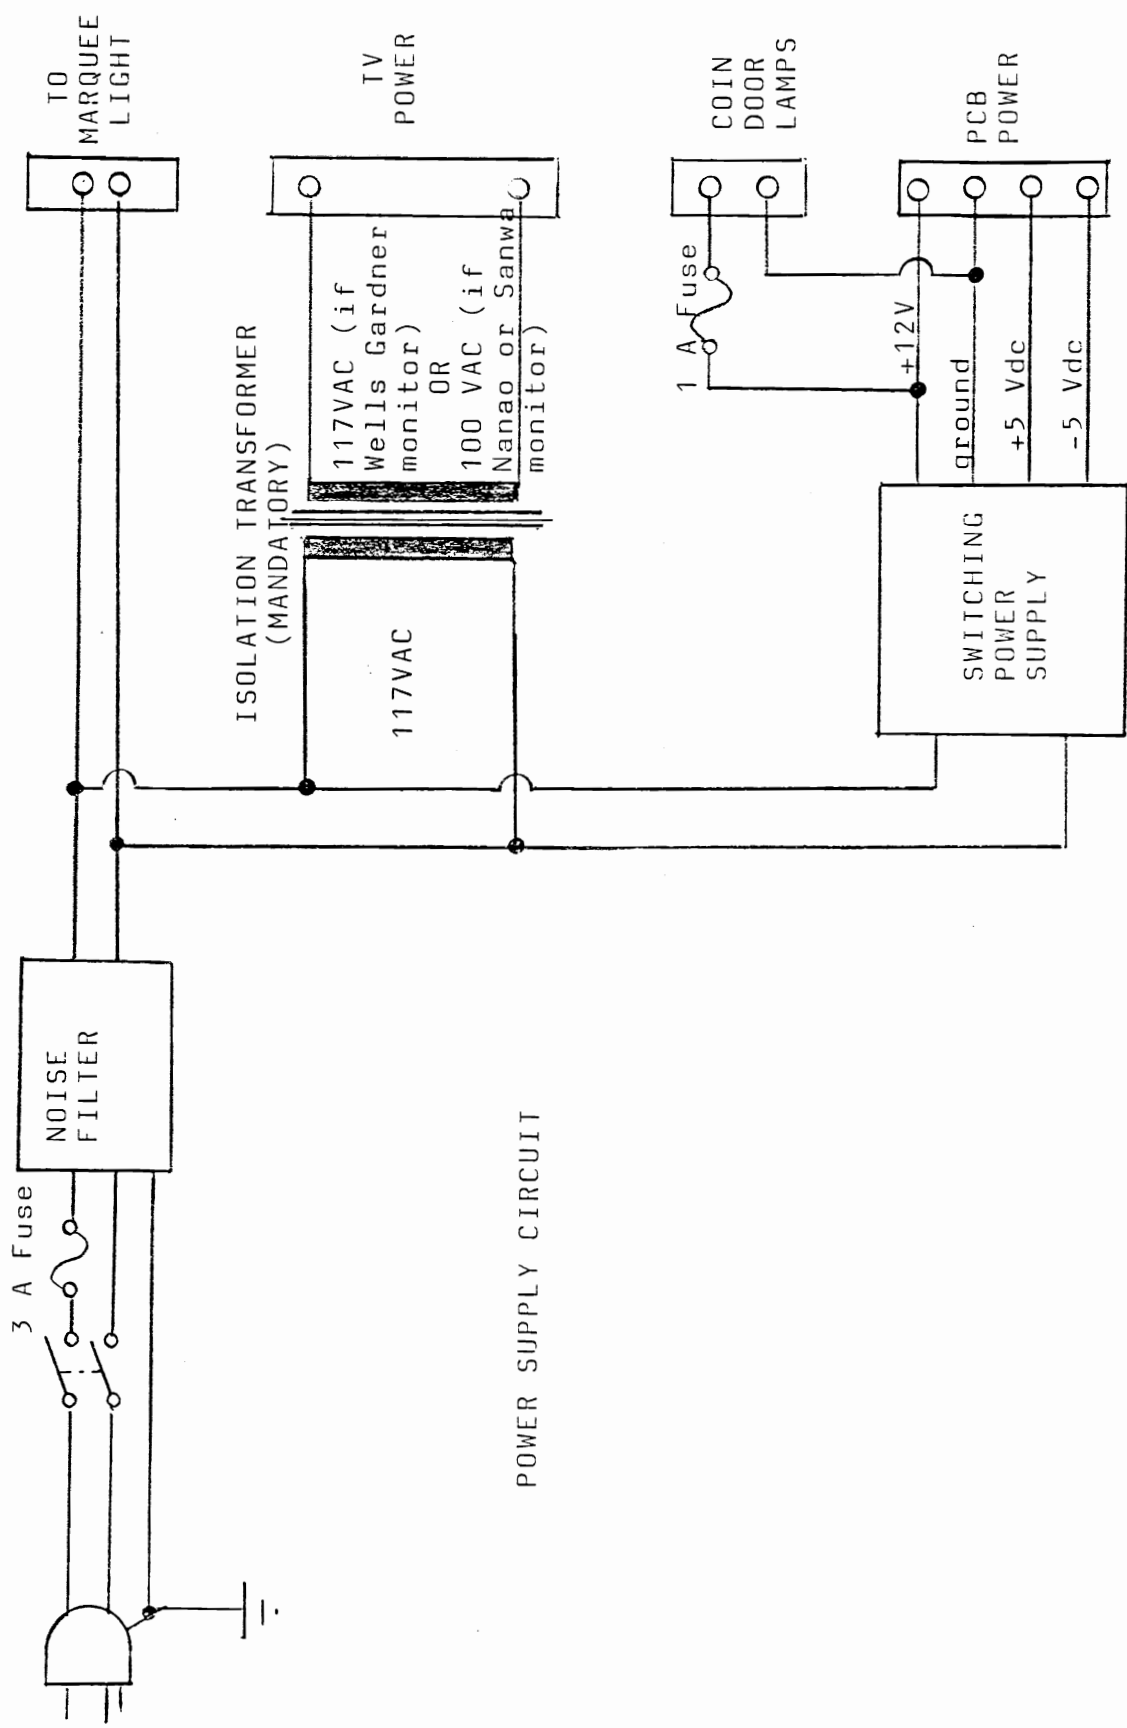 TO
MARQUEE
LIGHT
TV
POWER
COIN
DOOR
LAMPS
PCB
POWER
ISOLATION TRANSFORMER
(MANDATORY)
117VAC (if
Wells Gardner
monitor)
OR
100 VAC (if
Nanao or Sanwa
monitor)
117VAC
1 A Fuse
+12V
ground
+5 Vdc
-5 Vdc
SWITCHING
POWER
SUPPLY
NOISE
FILTER
3 A Fuse
POWER SUPPLY CIRCUIT